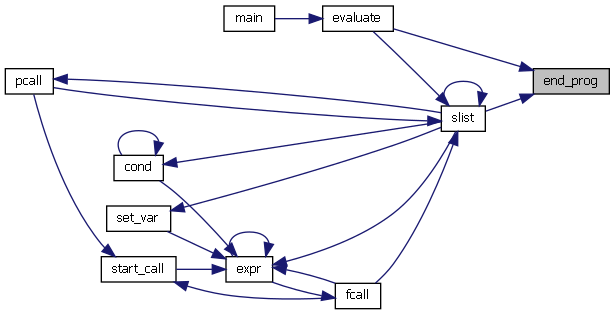 main
evaluate
pcall
end_prog
slist
cond
set_var
start_call
expr
fcall